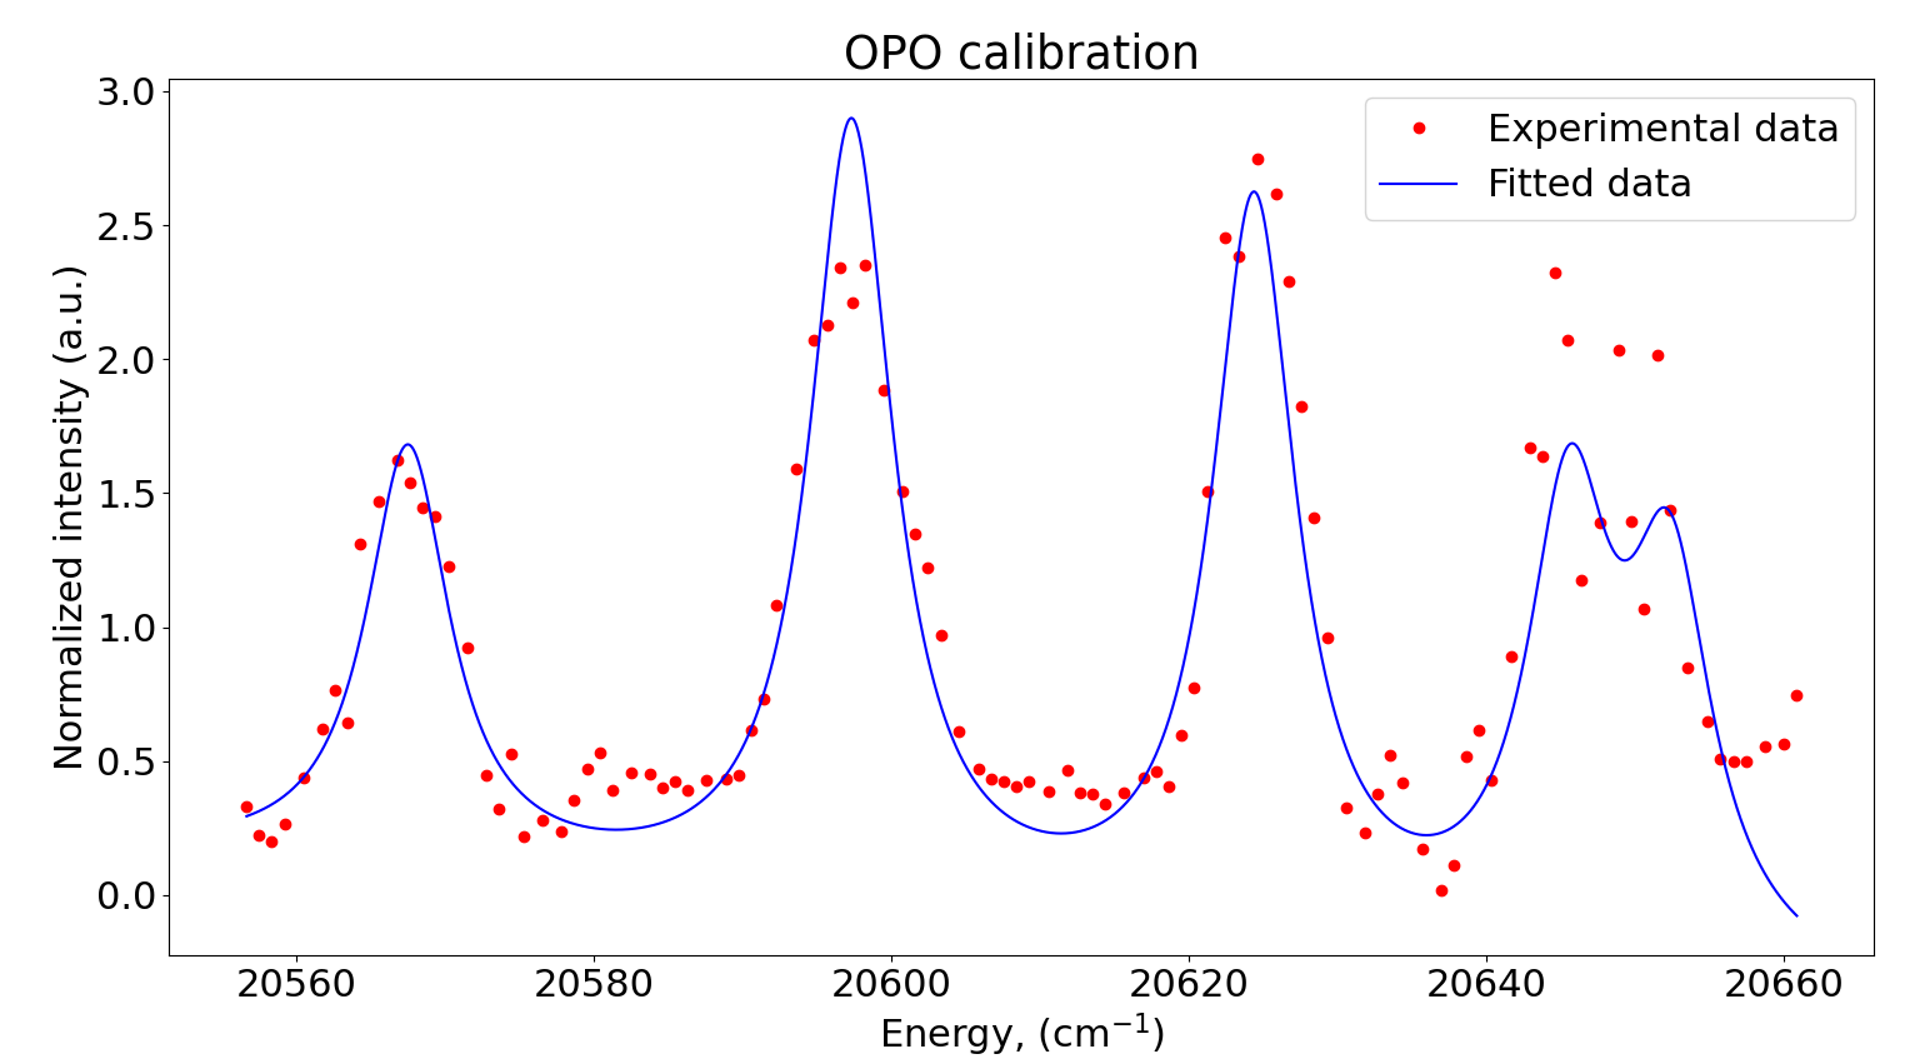 OPO calibration
Normalized intensity (a.u.)
3.0
2.5
2.0
1.5
1.0
0.5
0.0
Experimental data
Fitted data
20560 20580 20600 20620 20640 20660
Energy, (cm⁻¹)